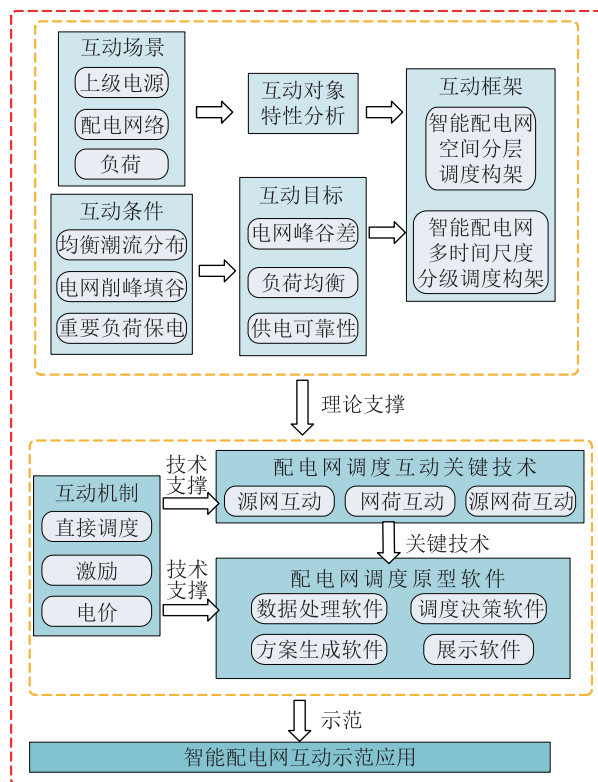 互动场景
上级电源
配电网络
负荷
互动对象
特性分析
互动框架
智能配电网
空间分层
调度构架
智能配电网
多时间尺度
分级调度构架
互动条件
均衡潮流分布
电网削峰填谷
重要负荷保电
互动目标
电网峰谷差
负荷均衡
供电可靠性
理论支撑
互动机制
直接调度
激励
电价
技术
支撑
技术
支撑
配电网调度互动关键技术
源网互动
网荷互动
源网荷互动
关键技术
配电网调度原型软件
数据处理软件
调度决策软件
方案生成软件
展示软件
示范
智能配电网互动示范应用